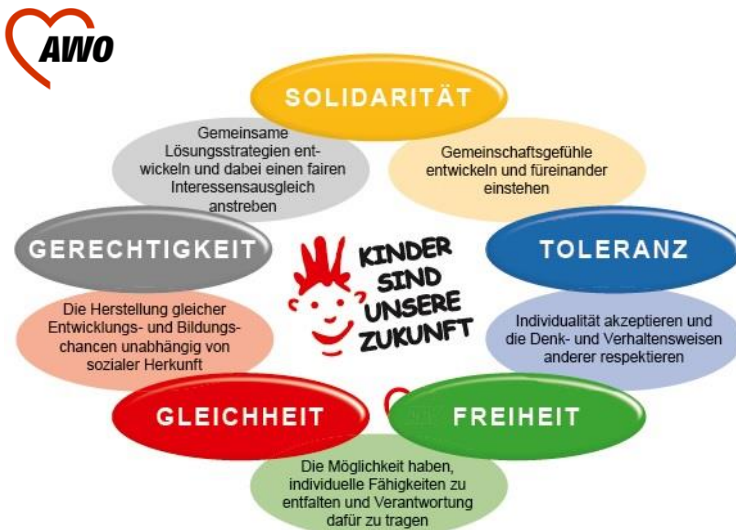 AWO
SOLIDARITÄT
Gemeinsame
Lösungsstrategien ent-
wickeln und dabei einen fairen
Interessensausgleich
anstreben
Gemeinschaftsgefühle
entwickeln und füreinander
einstehen
GERECHTIGKEIT
KINDER
SIND
UNSERE
ZUKUNFT
TOLERANZ
Die Herstellung gleicher
Entwicklungs- und Bildungs-
chancen unabhängig von
sozialer Herkunft
Individualität akzeptieren und
die Denk- und Verhaltensweisen
anderer respektieren
GLEICHHEIT
FREIHEIT
Die Möglichkeit haben,
individuelle Fähigkeiten zu
entfalten und Verantwortung
dafür zu tragen